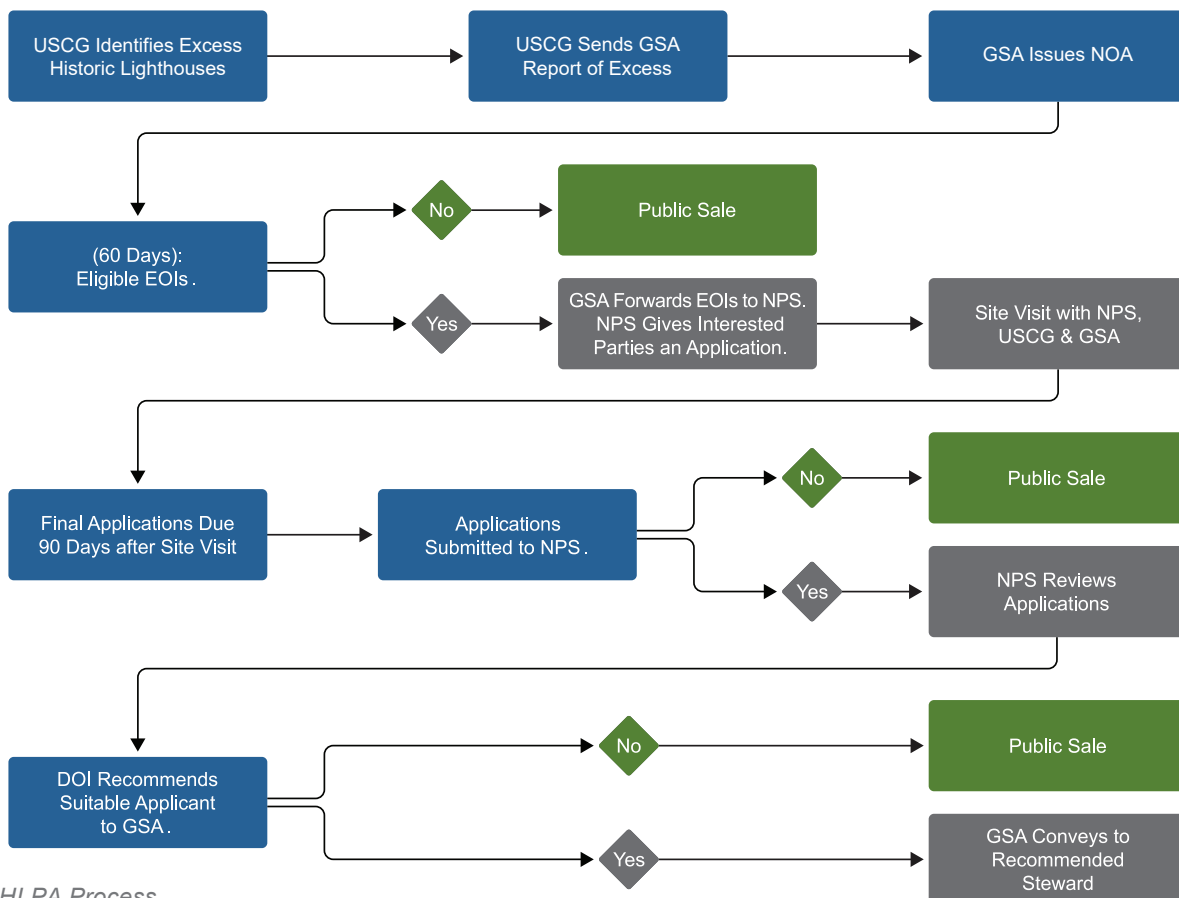 USCG Identifies Excess
Historic Lighthouses
USCG Sends GSA
Report of Excess
GSA Issues NOA
(60 Days):
Eligible EOIs.
No
Public Sale
Yes
GSA Forwards EOIs to NPS.
NPS Gives Interested
Parties an Application.
Site Visit with NPS,
USCG & GSA
Final Applications Due
90 Days after Site Visit
Applications
Submitted to NPS.
No
Public Sale
Yes
NPS Reviews
Applications
DOI Recommends
Suitable Applicant
to GSA.
No
Public Sale
Yes
GSA Conveys to
Recommended
Steward
HLPA Process